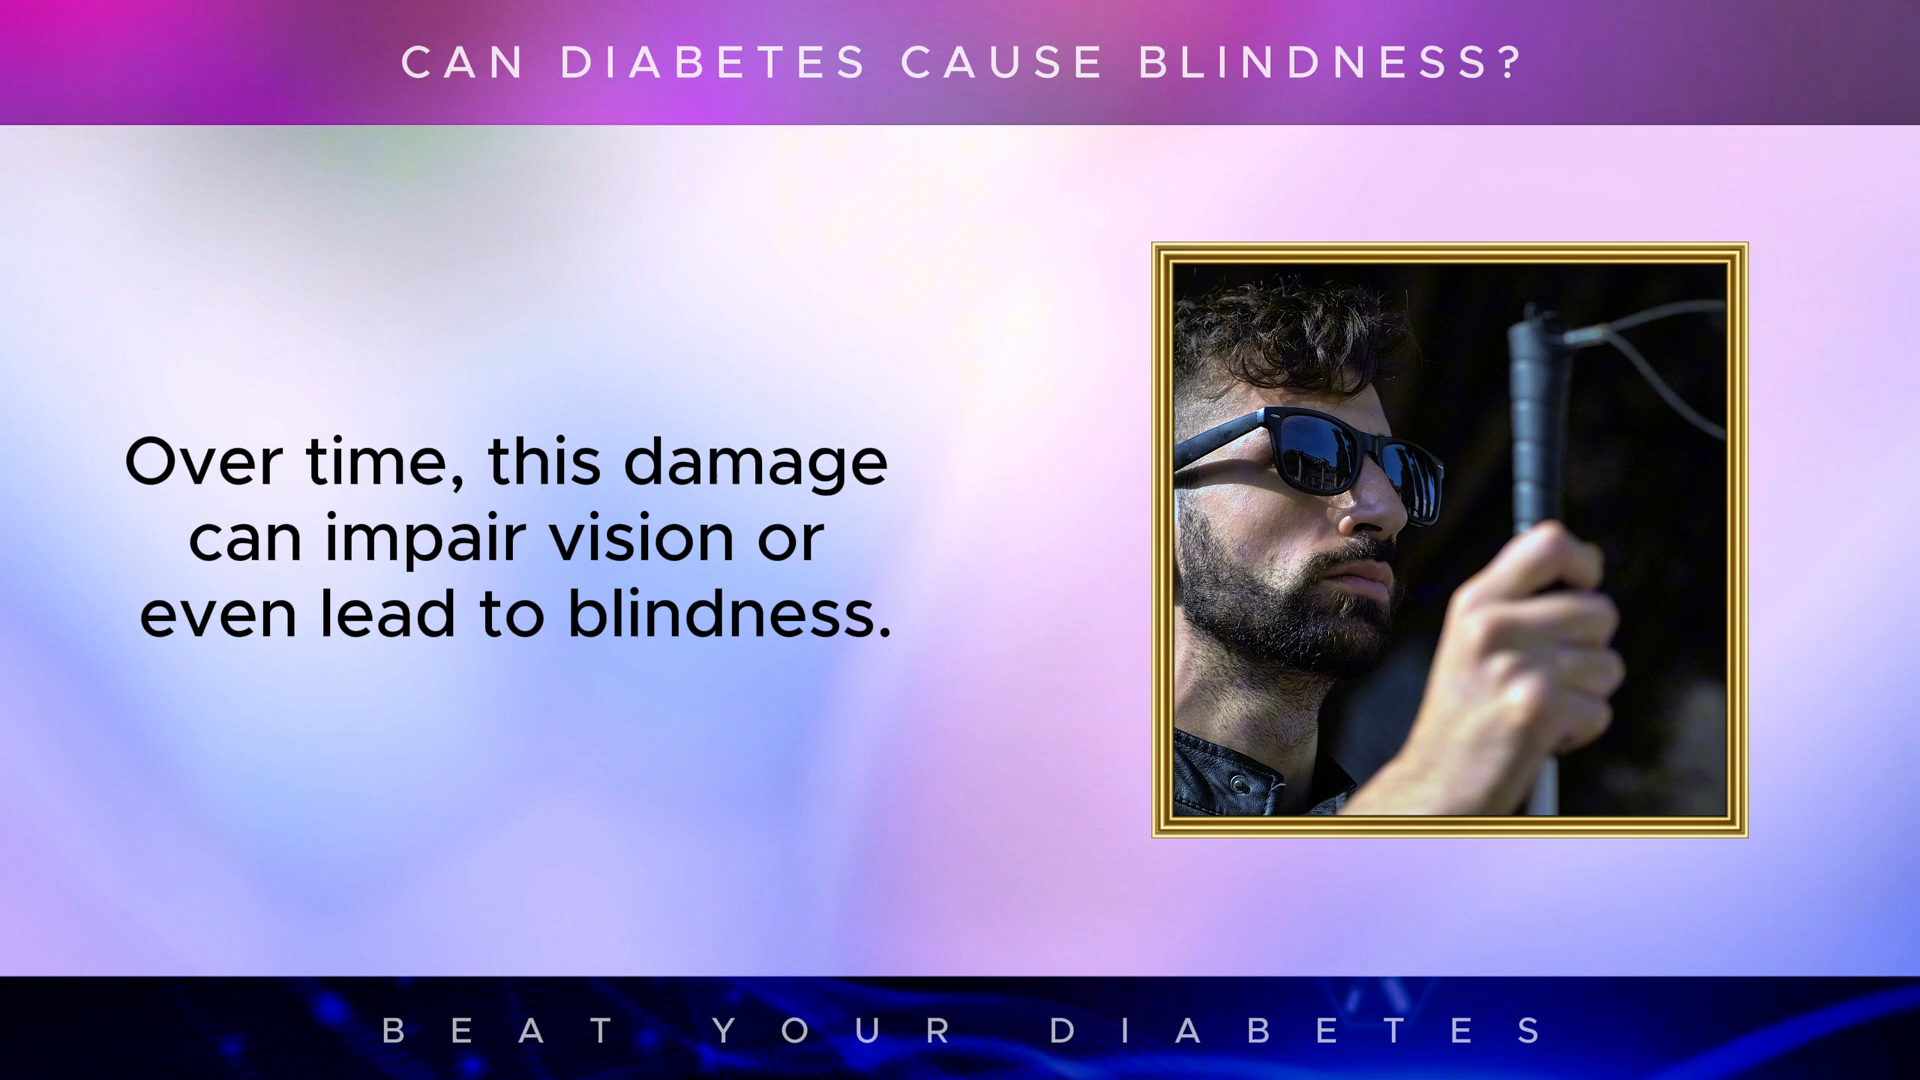 CAN DIABETES CAUSE BLINDNESS?
Over time, this damage
can impair vision or
even lead to blindness.
BEAT YOUR DIABETES